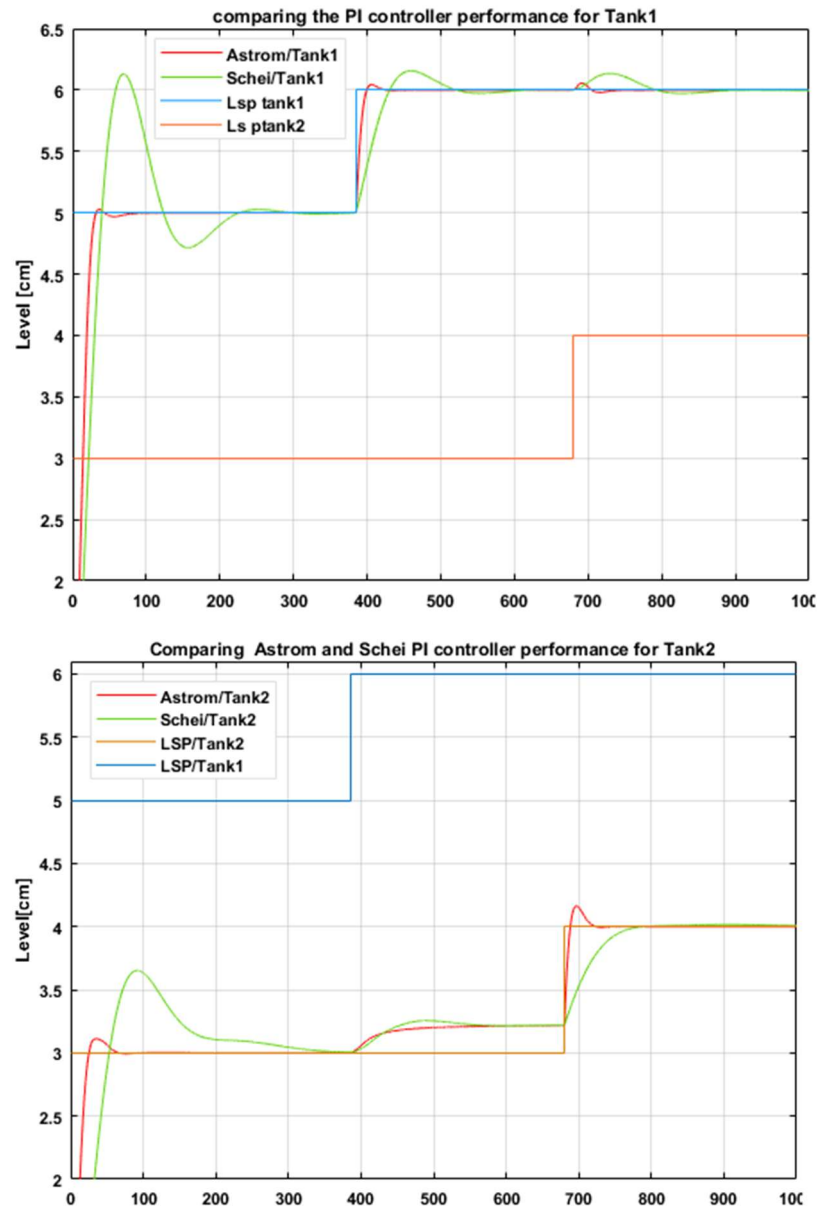 comparing the PI controller performance for Tank1
6.5
Astrom/Tank1
Schei/Tank1
Lsp tank1
Ls ptank2
6
5.5
5
4.5
4
3.5
3
2.5
2
Level [cm]
0 100 200 300 400 500 600 700 800 900 100
Comparing Astrom and Schei PI controller performance for Tank2
6
Astrom/Tank2
Schei/Tank2
LSP/Tank2
LSP/Tank1
5.5
5
4.5
4
3.5
3
2.5
2
Level[cm]
0 100 200 300 400 500 600 700 800 900 100